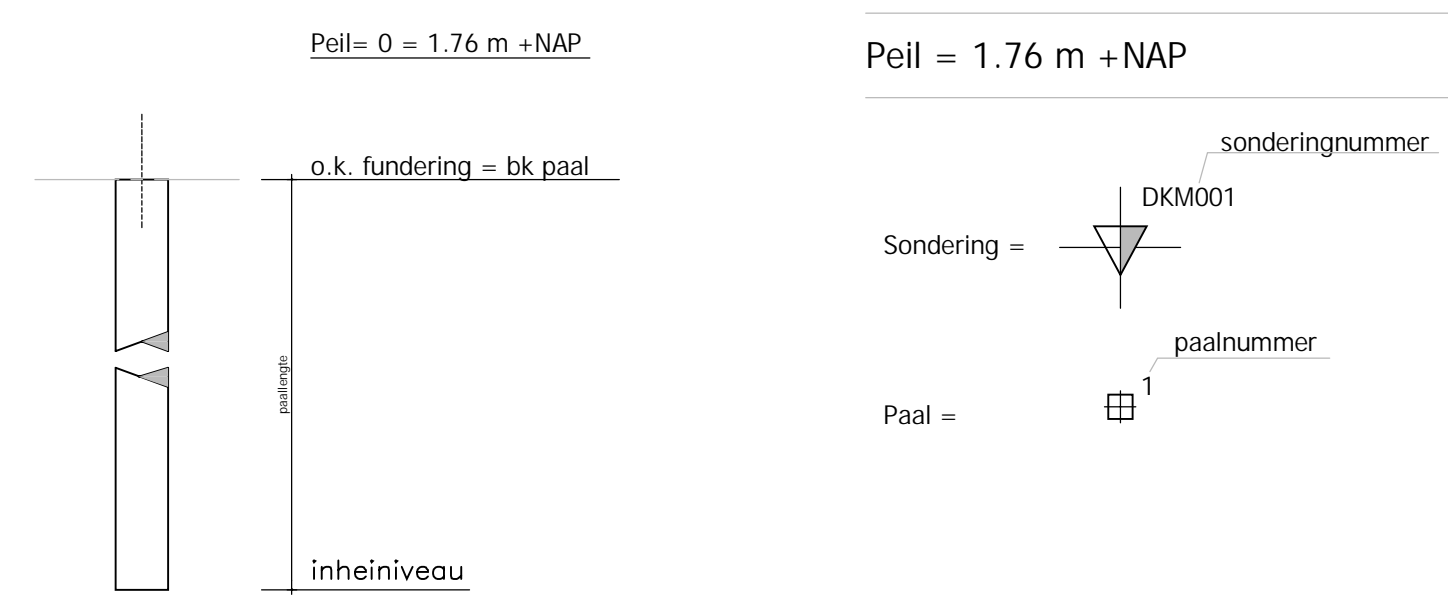 Peil= 0 = 1.76 m +NAP
o.k. fundering = bk paal
paallengte
inheiniveau
Peil = 1.76 m +NAP
sonderingnummer
DKM001
Sondering =
paalnummer
1
Paal =